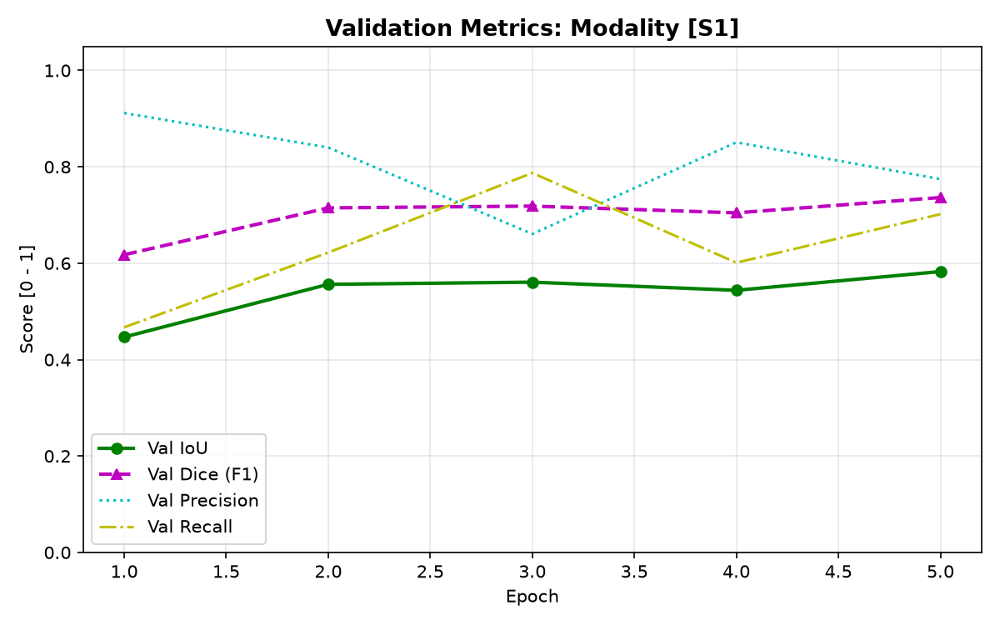 Validation Metrics: Modality [S1]
Score [0 - 1]
1.0
0.8
0.6
0.4
0.2
0.0
Val IoU
Val Dice (F1)
Val Precision
Val Recall
1.0 1.5 2.0 2.5 3.0 3.5 4.0 4.5 5.0
Epoch